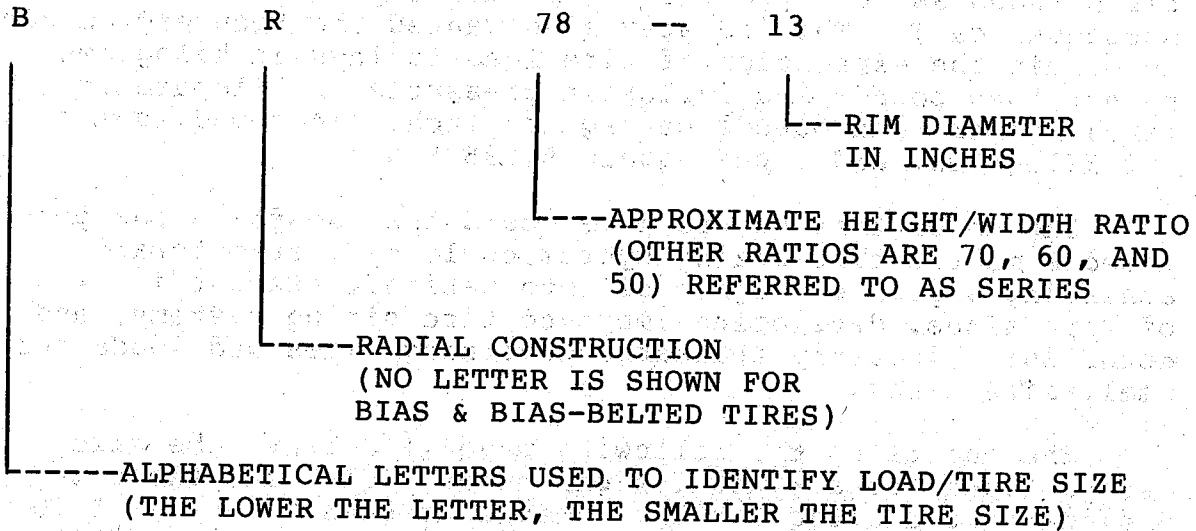 B R 78 -- 13
---RIM DIAMETER
IN INCHES
----APPROXIMATE HEIGHT/WIDTH RATIO
(OTHER RATIOS ARE 70, 60, AND
50) REFERRED TO AS SERIES
-----RADIAL CONSTRUCTION
(NO LETTER IS SHOWN FOR
BIAS & BIAS-BELTED TIRES)
------ALPHABETICAL LETTERS USED TO IDENTIFY LOAD/TIRE SIZE
(THE LOWER THE LETTER, THE SMALLER THE TIRE SIZE)